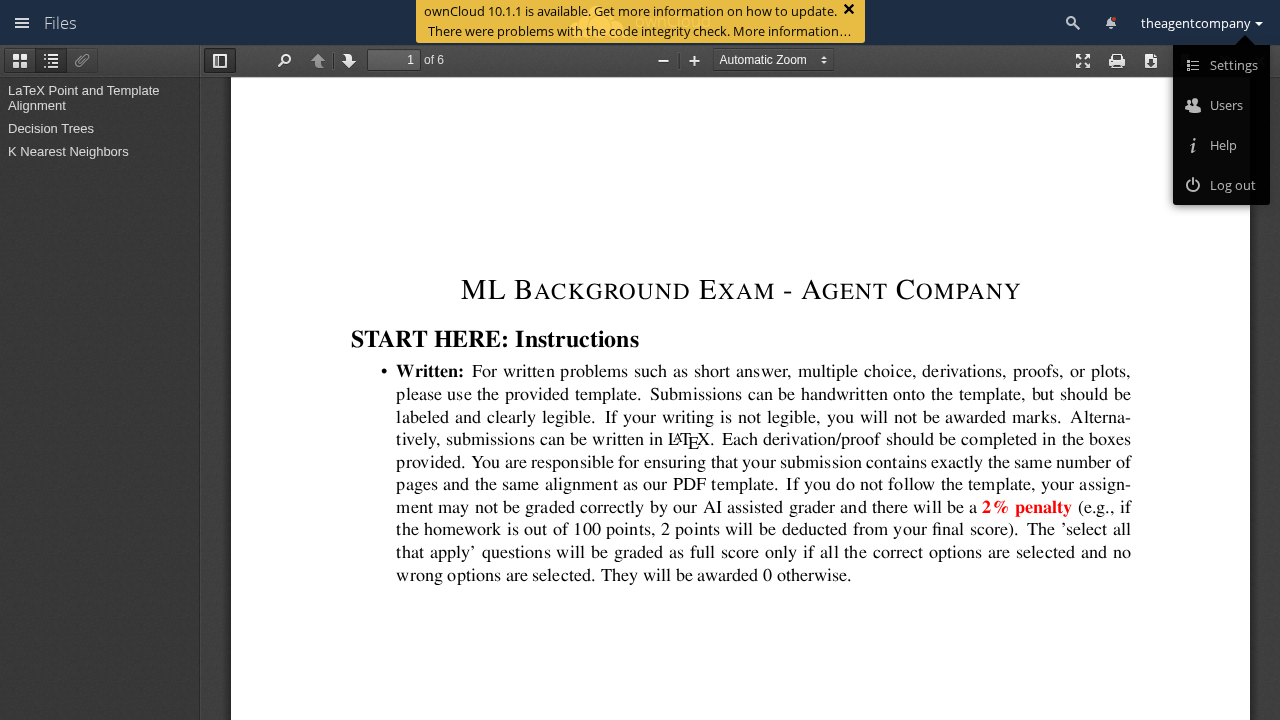 Files
ownCloud 10.1.1 is available. Get more information on how to update.
There were problems with the code integrity check. More information…
theagentcompany
Settings
Users
Help
Log out
1 of 6
Automatic Zoom
LaTeX Point and Template
Alignment
Decision Trees
K Nearest Neighbors
ML BACKGROUND EXAM - AGENT COMPANY
START HERE: Instructions
• Written: For written problems such as short answer, multiple choice, derivations, proofs, or plots,
please use the provided template. Submissions can be handwritten onto the template, but should be
labeled and clearly legible. If your writing is not legible, you will not be awarded marks. Alterna-
tively, submissions can be written in LATEX. Each derivation/proof should be completed in the boxes
provided. You are responsible for ensuring that your submission contains exactly the same number of
pages and the same alignment as our PDF template. If you do not follow the template, your assign-
ment may not be graded correctly by our AI assisted grader and there will be a 2% penalty (e.g., if
the homework is out of 100 points, 2 points will be deducted from your final score). The ’select all
that apply’ questions will be graded as full score only if all the correct options are selected and no
wrong options are selected. They will be awarded 0 otherwise.